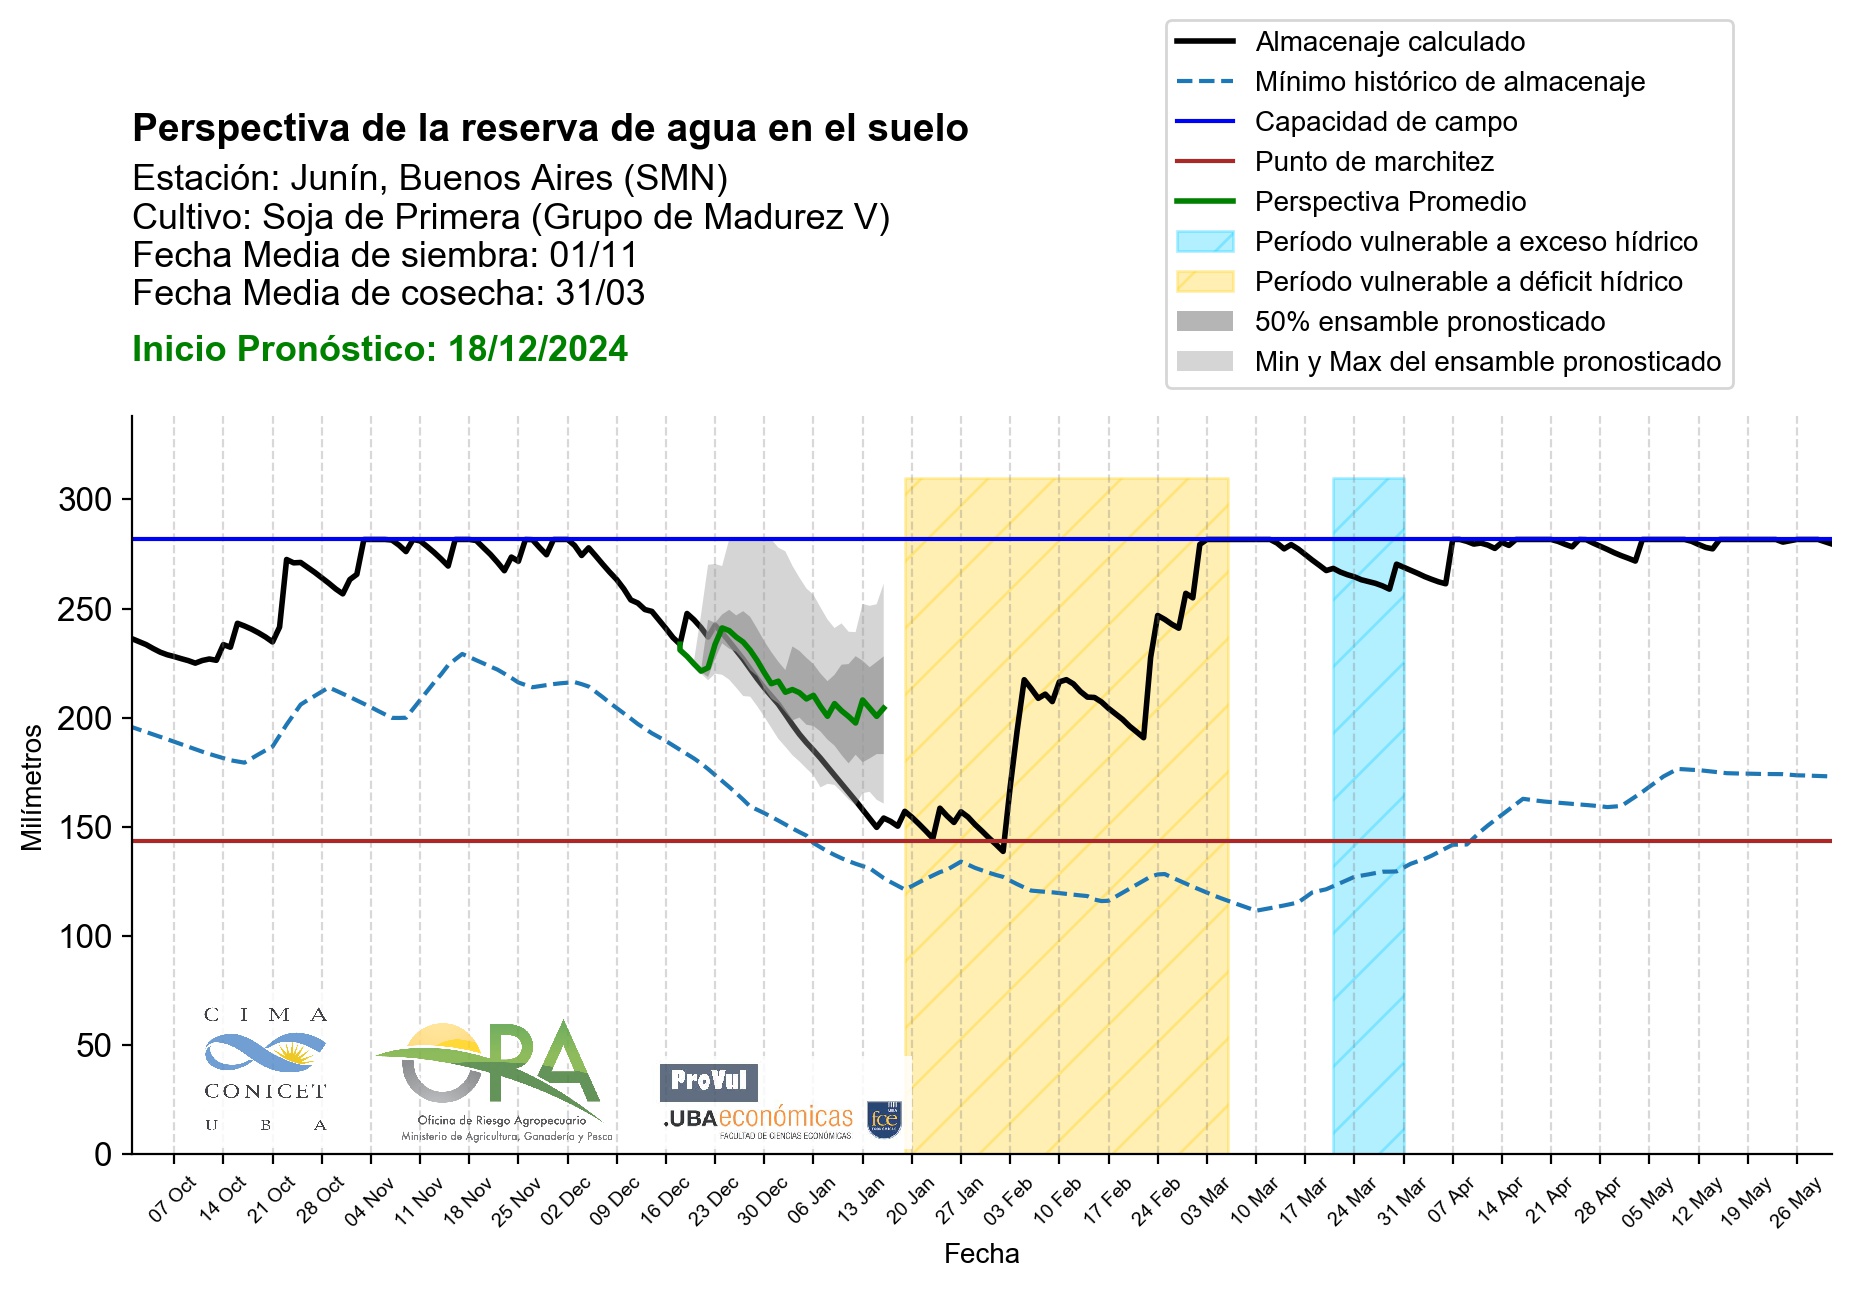 Almacenaje calculado
Mínimo histórico de almacenaje
Capacidad de campo
Punto de marchitez
Perspectiva Promedio
Período vulnerable a exceso hídrico
Período vulnerable a déficit hídrico
50% ensamble pronosticado
Min y Max del ensamble pronosticado
Perspectiva de la reserva de agua en el suelo
Estación: Junín, Buenos Aires (SMN)
Cultivo: Soja de Primera (Grupo de Madurez V)
Fecha Media de siembra: 01/11
Fecha Media de cosecha: 31/03
Inicio Pronóstico: 18/12/2024
300
250
200
150
100
50
0
Milímetros
CIMA
CONICET
UBA
ORA
Oficina de Riesgo Agropecuario
Ministerio de Agricultura, Ganadería y Pesca
ProVul
.UBAeconómicas
FACULTAD DE CIENCIAS ECONÓMICAS
UBA
fce
ECONÓMICAS
07 Oct
14 Oct
21 Oct
28 Oct
04 Nov
11 Nov
18 Nov
25 Nov
02 Dec
09 Dec
16 Dec
23 Dec
30 Dec
06 Jan
13 Jan
20 Jan
27 Jan
03 Feb
10 Feb
17 Feb
24 Feb
03 Mar
10 Mar
17 Mar
24 Mar
31 Mar
07 Apr
14 Apr
21 Apr
28 Apr
05 May
12 May
19 May
26 May
Fecha